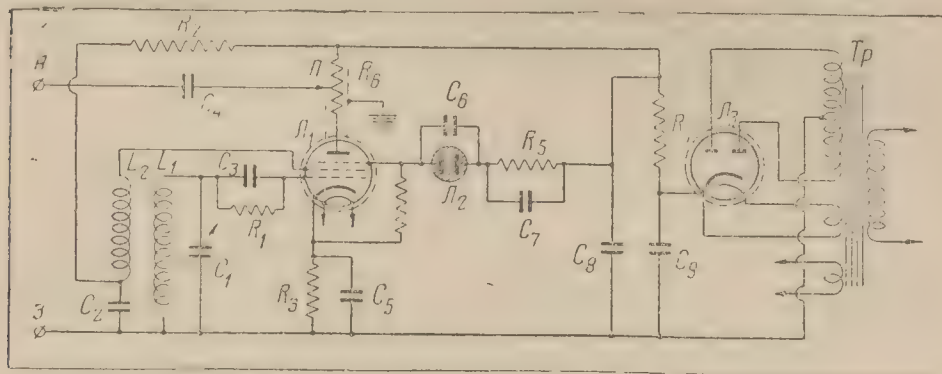 R₂
Тр
А
П
R₆
C₄
Л₁
C₆
R
Л₃
L₂
L₁
C₃
R₅
Л₂
R₁
C₇
C₁
C₈
C₉
R₃
C₅
C₂
З